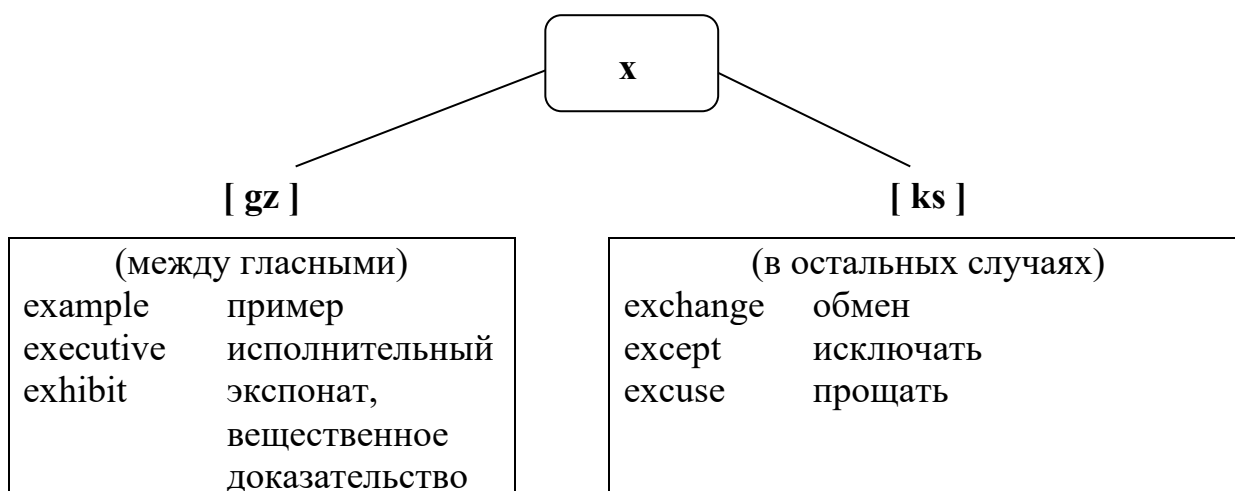 x
[ gz ]
[ ks ]
(между гласными)
example пример
executive исполнительный
exhibit экспонат,
вещественное
доказательство
(в остальных случаях)
exchange обмен
except исключать
excuse прощать